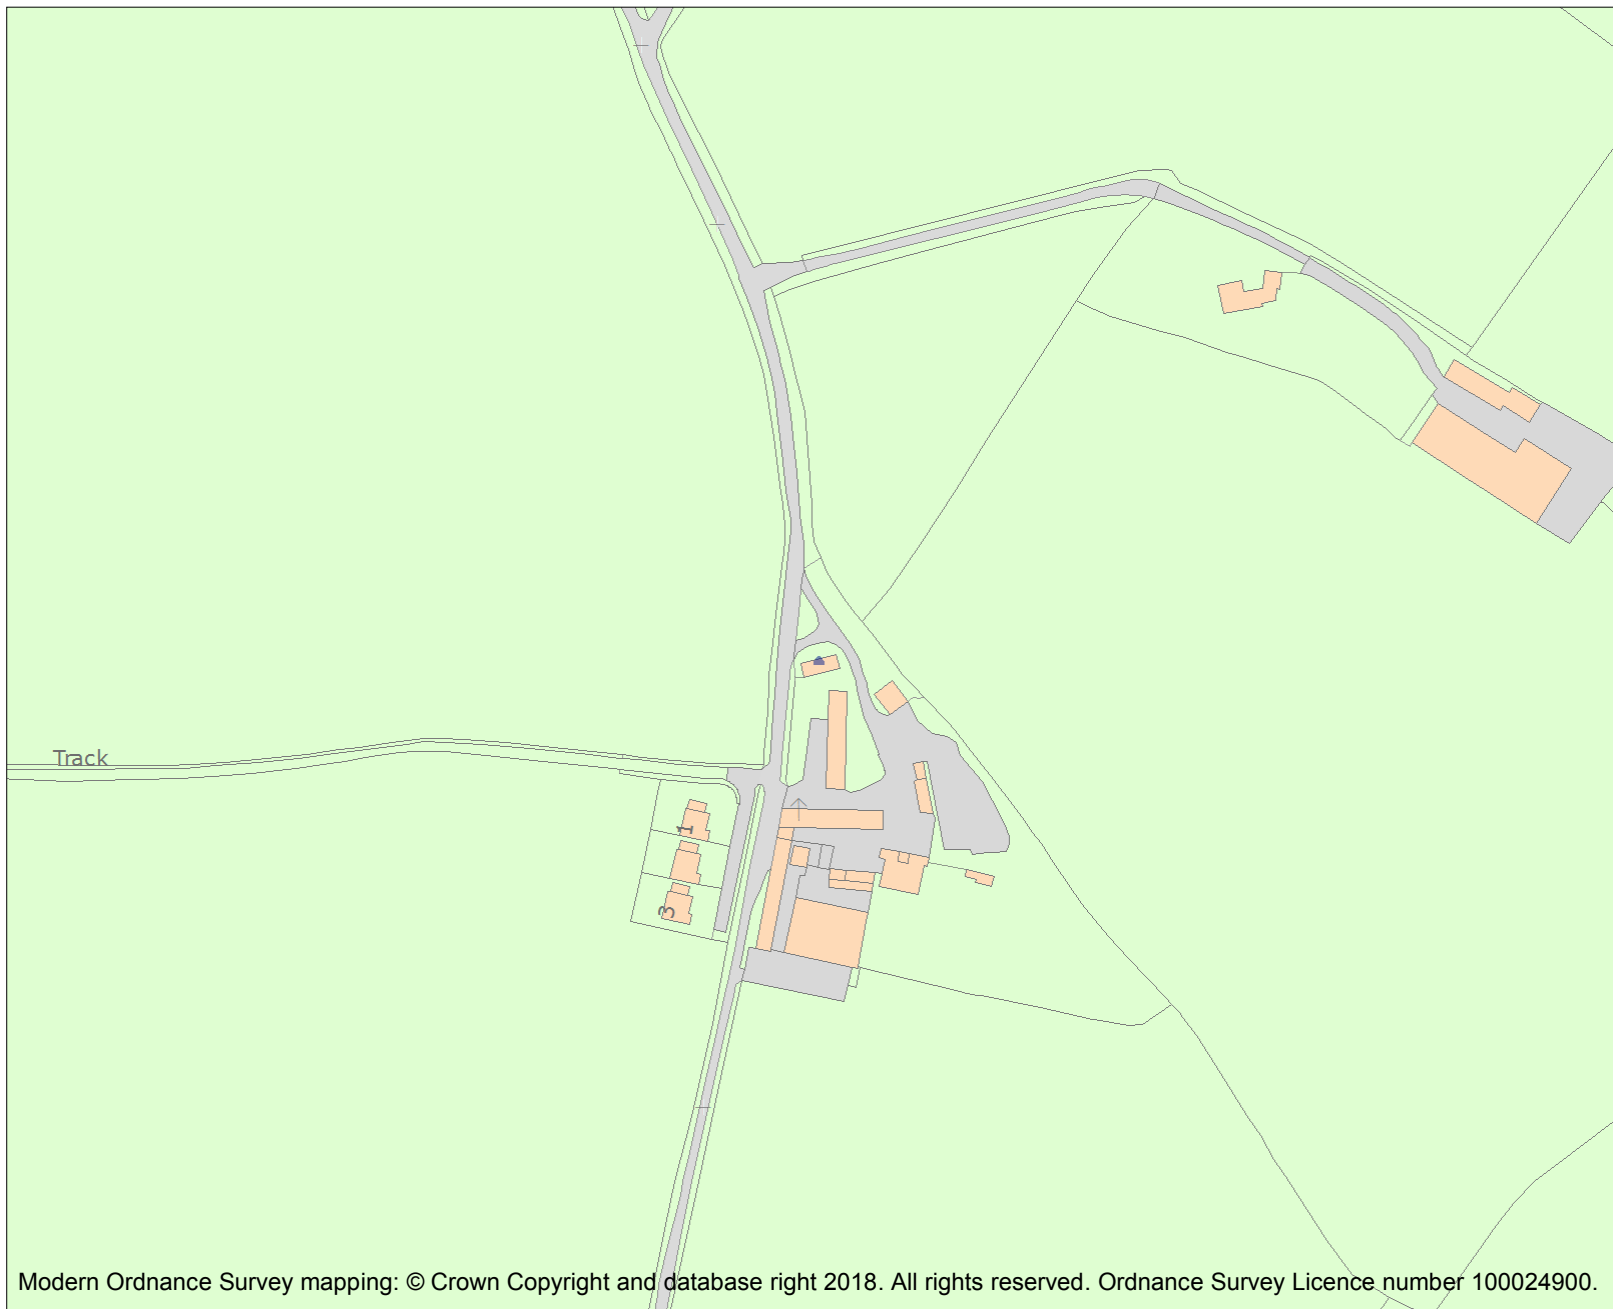 Track
1
3
Modern Ordnance Survey mapping: © Crown Copyright and database right 2018. All rights reserved. Ordnance Survey Licence number 100024900.